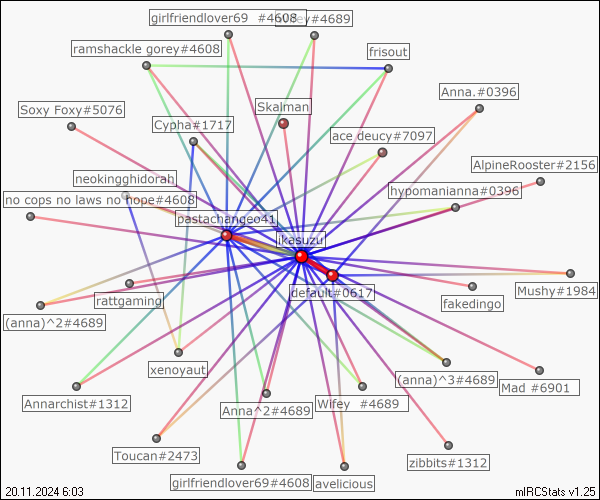 girlfriendlover69 #4608
#4689
ramshackle gorey#4608
frisout
Anna.#0396
Skalman
Soxy Foxy#5076
Cypha#1717
ace deucy#7097
AlpineRooster#2156
neokingghidorah
hypomanianna#0396
no cops no laws no hope#4608
pastachangeo41
ikasuzu
default#0617
rattgaming
fakedingo
Mushy#1984
(anna)^2#4689
xenoyaut
(anna)^3#4689
Mad #6901
Annarchist#1312
Anna^2#4689
Wifey #4689
Toucan#2473
zibbits#1312
girlfriendlover69#4608
avelicious
20.11.2024 6:03
mIRCStats v1.25